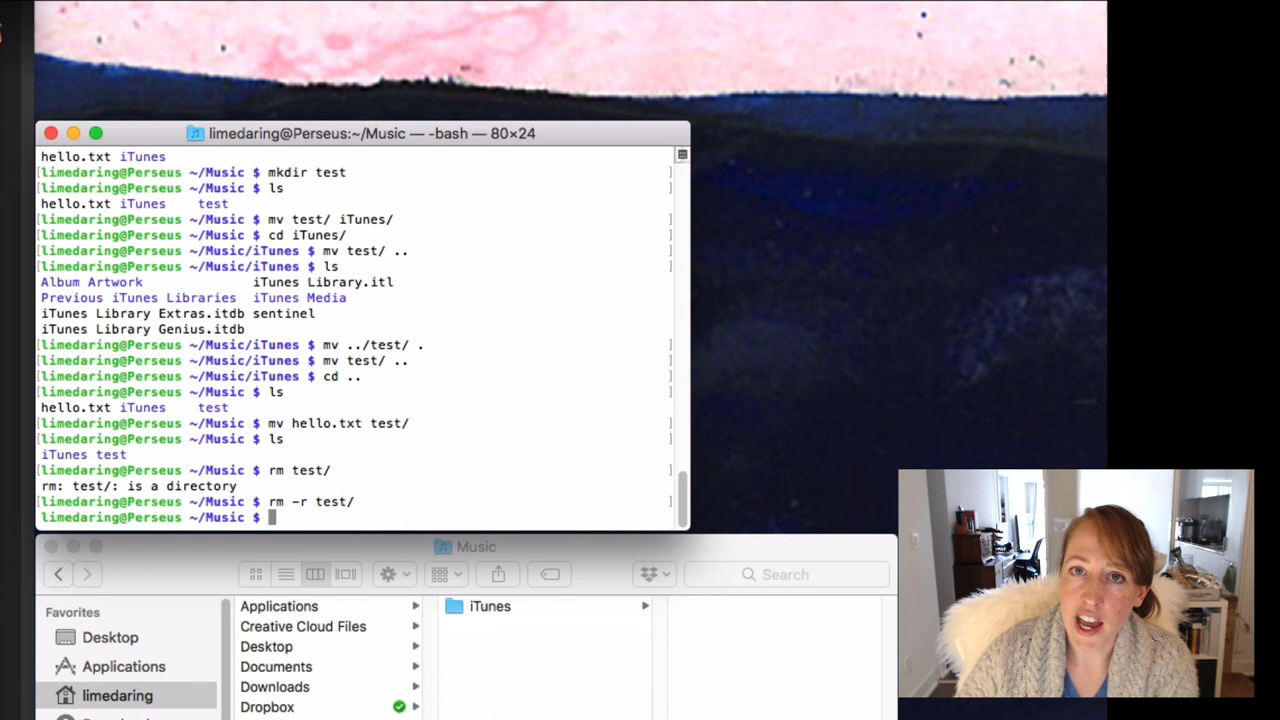 limedaring@Perseus:~/Music — -bash — 80×24
hello.txt iTunes
[limedaring@Perseus ~/Music $ mkdir test ]
[limedaring@Perseus ~/Music $ ls ]
hello.txt iTunes    test
[limedaring@Perseus ~/Music $ mv test/ iTunes/ ]
[limedaring@Perseus ~/Music $ cd iTunes/ ]
[limedaring@Perseus ~/Music/iTunes $ mv test/ .. ]
[limedaring@Perseus ~/Music/iTunes $ ls ]
Album Artwork    iTunes Library.itl
Previous iTunes Libraries  iTunes Media
iTunes Library Extras.itdb sentinel
iTunes Library Genius.itdb
[limedaring@Perseus ~/Music/iTunes $ mv ../test/ . ]
[limedaring@Perseus ~/Music/iTunes $ mv test/ .. ]
[limedaring@Perseus ~/Music/iTunes $ cd .. ]
[limedaring@Perseus ~/Music $ ls ]
hello.txt iTunes    test
[limedaring@Perseus ~/Music $ mv hello.txt test/ ]
[limedaring@Perseus ~/Music $ ls ]
iTunes test
[limedaring@Perseus ~/Music $ rm test/ ]
rm: test/: is a directory
[limedaring@Perseus ~/Music $ rm -r test/ ]
limedaring@Perseus ~/Music $
Music
Search
Favorites
Desktop
Applications
limedaring
Applications
Creative Cloud Files
Desktop
Documents
Downloads
Dropbox
iTunes